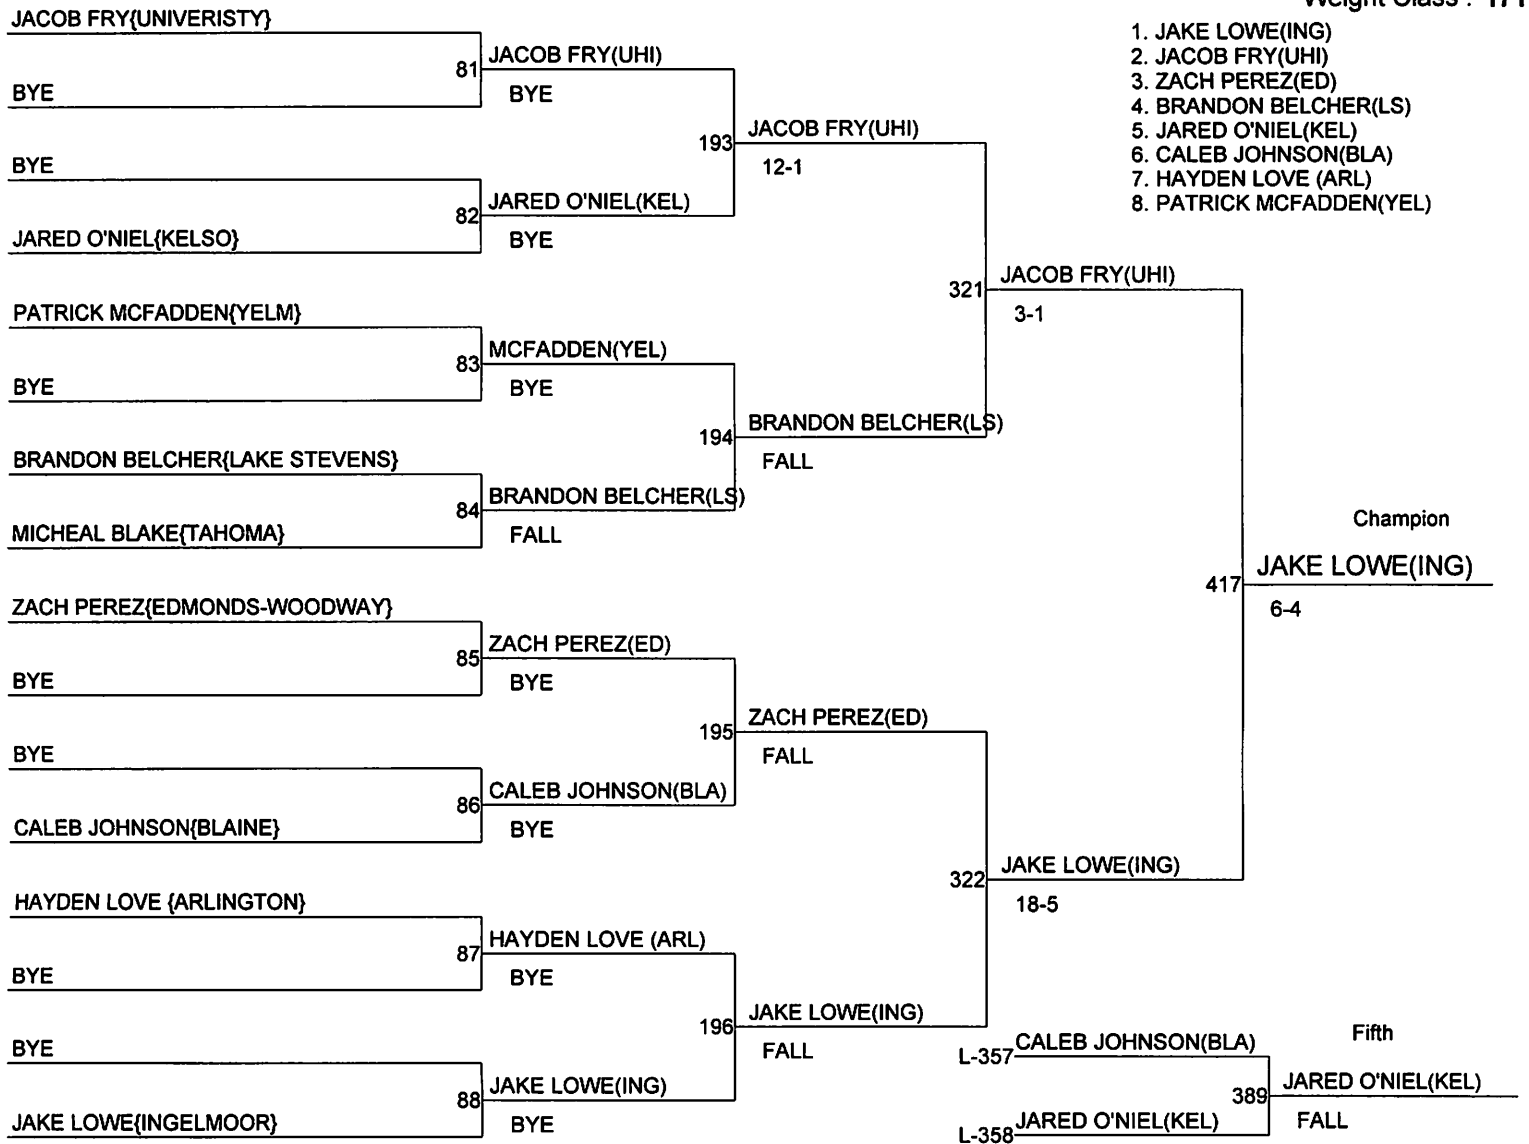 Weight Class :
1. JAKE LOWE(ING)
2. JACOB FRY(UHI)
3. ZACH PEREZ(ED)
4. BRANDON BELCHER(LS)
5. JARED O'NIEL(KEL)
6. CALEB JOHNSON(BLA)
7. HAYDEN LOVE (ARL)
8. PATRICK MCFADDEN(YEL)
JACOB FRY{UNIVERISTY}
BYE
BYE
JARED O'NIEL{KELSO}
PATRICK MCFADDEN{YELM}
BYE
BRANDON BELCHER{LAKE STEVENS}
MICHEAL BLAKE{TAHOMA}
ZACH PEREZ{EDMONDS-WOODWAY}
BYE
BYE
CALEB JOHNSON{BLAINE}
HAYDEN LOVE {ARLINGTON}
BYE
BYE
JAKE LOWE{INGELMOOR}
81 JACOB FRY(UHI)
BYE
82 JARED O'NIEL(KEL)
BYE
83 MCFADDEN(YEL)
BYE
84 BRANDON BELCHER(LS)
FALL
85 ZACH PEREZ(ED)
BYE
86 CALEB JOHNSON(BLA)
BYE
87 HAYDEN LOVE (ARL)
BYE
88 JAKE LOWE(ING)
BYE
193 JACOB FRY(UHI)
12-1
194 BRANDON BELCHER(LS)
FALL
195 ZACH PEREZ(ED)
FALL
196 JAKE LOWE(ING)
FALL
321 JACOB FRY(UHI)
3-1
322 JAKE LOWE(ING)
18-5
Champion
417 JAKE LOWE(ING)
6-4
Fifth
L-357 CALEB JOHNSON(BLA)
L-358 JARED O'NIEL(KEL)
389 JARED O'NIEL(KEL)
FALL